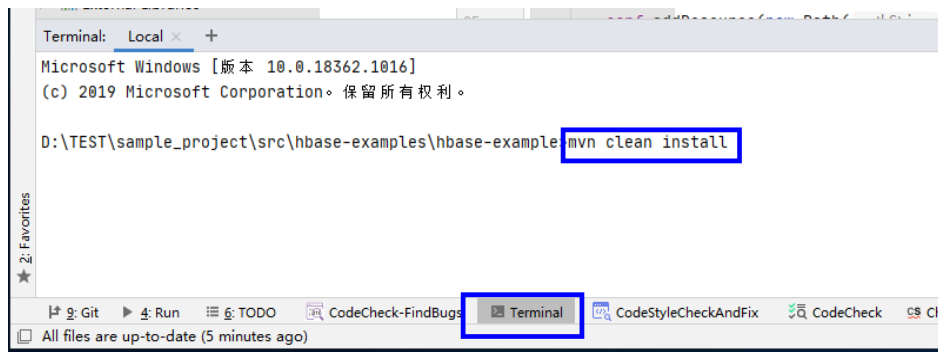 Terminal: Local × +
Microsoft Windows [版本 10.0.18362.1016]
(c) 2019 Microsoft Corporation。保留所有权利。
D:\TEST\sample_project\src\hbase-examples\hbase-example>mvn clean install
2: Favorites
9: Git 4: Run 6: TODO CodeCheck-FindBugs Terminal CodeStyleCheckAndFix CodeCheck CS
All files are up-to-date (5 minutes ago)